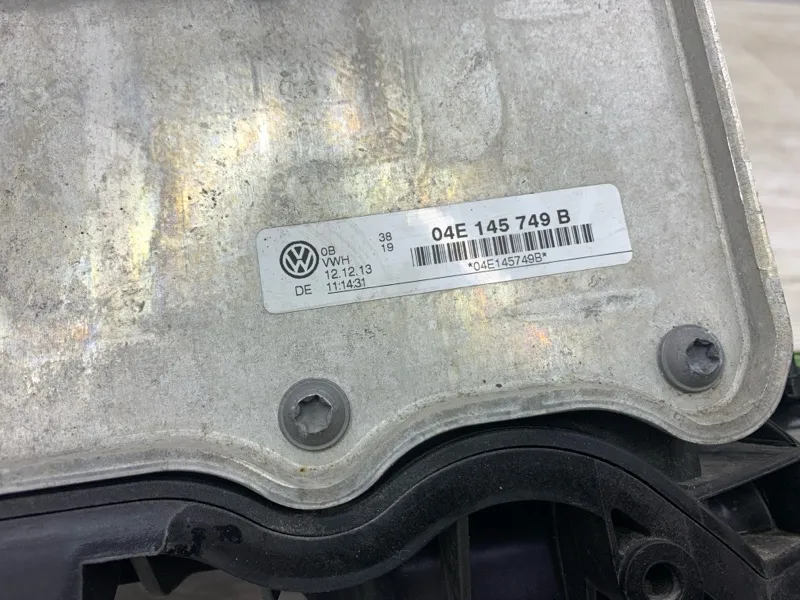 0B 38 04E 145 749 B
VWH 19
12.12.13 *04E145749B*
DE 11:14:31